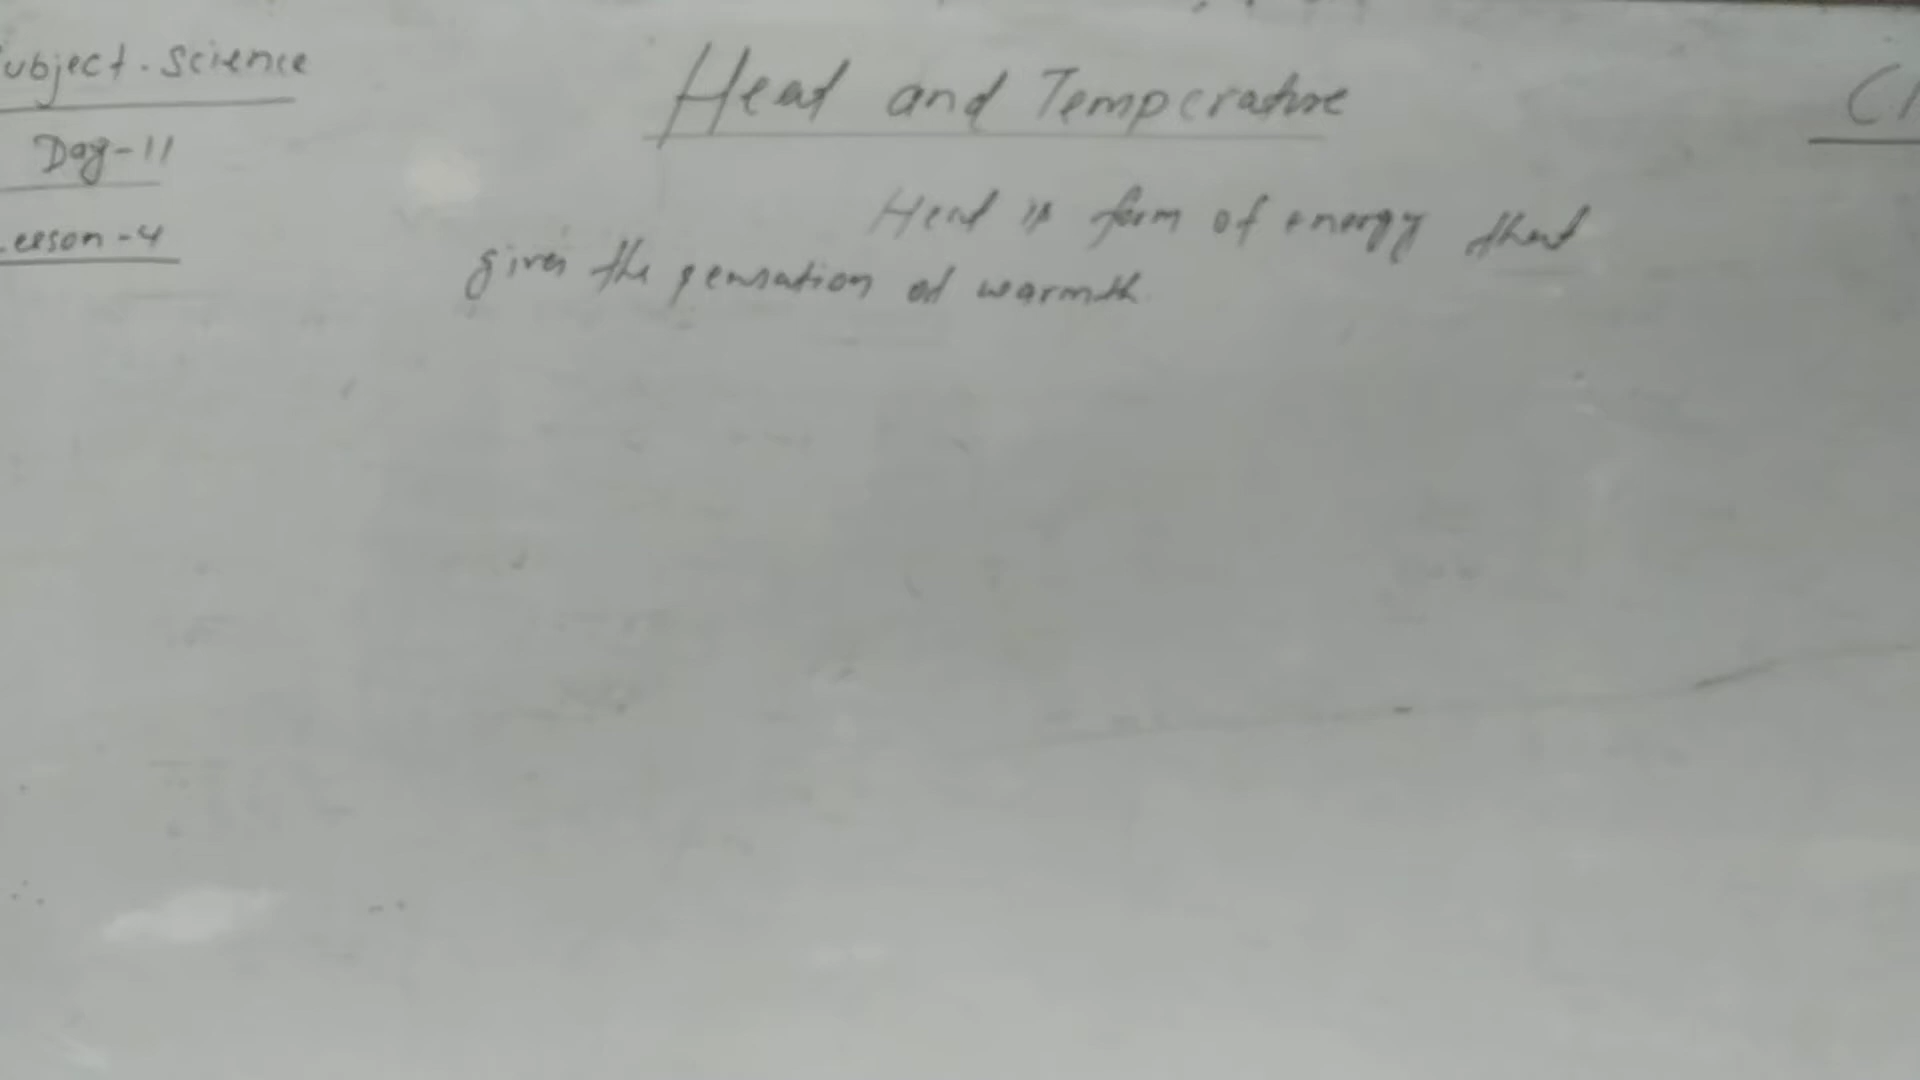 ubject. Science
Heat and Temperature
Day-11
Lesson-4
Heat is form of energy that
gives the sensation of warmth.